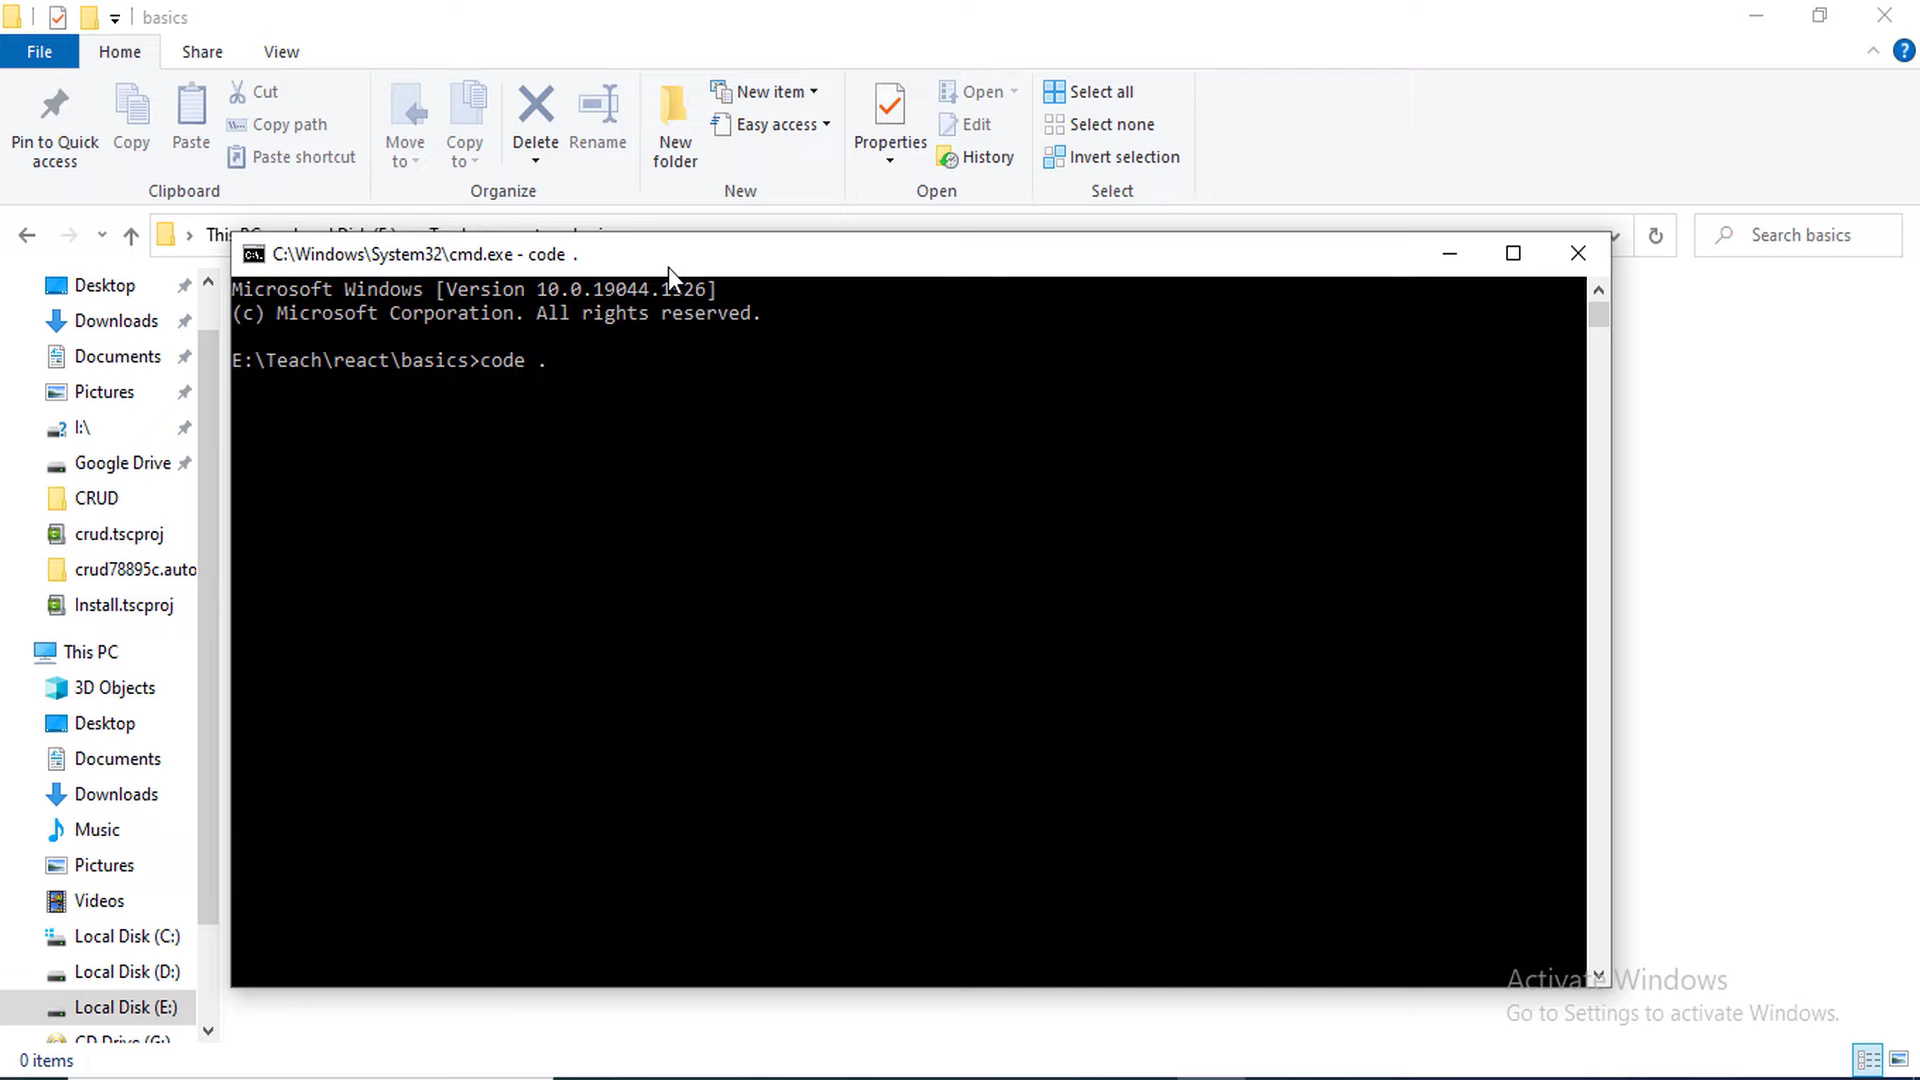 basics
File
Home
Share
View
Pin to Quick access
Copy
Paste
Cut
Copy path
Paste shortcut
Clipboard
Move to
Copy to
Delete
Rename
Organize
New folder
New item
Easy access
New
Properties
Open
Edit
History
Open
Select all
Select none
Invert selection
Select
Search basics
C:\Windows\System32\cmd.exe - code .
Microsoft Windows [Version
(c) Microsoft Corporation. All rights reserved.
E:\Teach\react\basics>code .
Desktop
Downloads
Documents
Pictures
I:\
Google Drive
CRUD
crud.tscproj
crud78895c.auto
Install.tscproj
This PC
3D Objects
Desktop
Documents
Downloads
Music
Pictures
Videos
Local Disk (C:)
Local Disk (D:)
Local Disk (E:)
Activate Windows
Go to Settings to activate Windows.
0 items